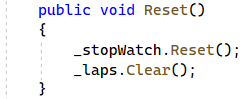 public void Reset()
{
    _stopWatch.Reset();
    _laps.Clear();
}